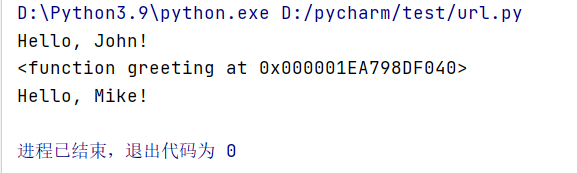 D:\Python3.9\python.exe D:/pycharm/test/url.py
Hello, John!
<function greeting at 0x000001EA798DF040>
Hello, Mike!
进程已结束，退出代码为 0